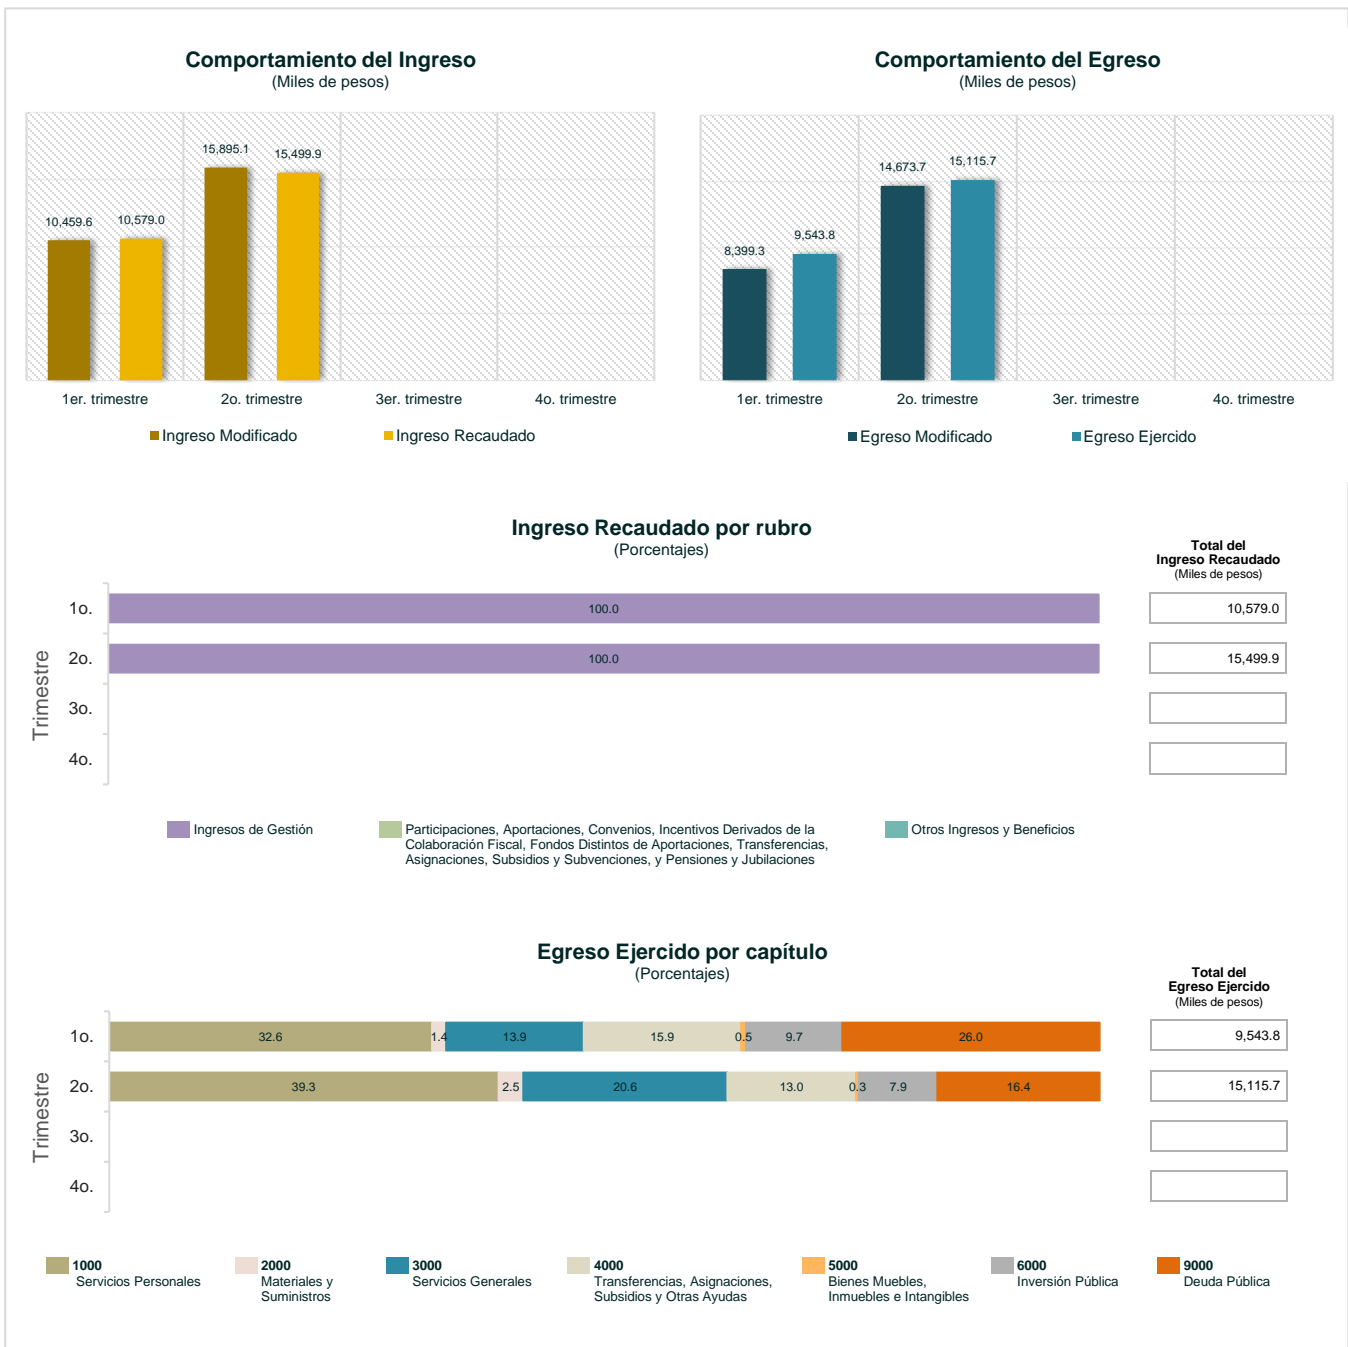 Comportamiento del Ingreso
(Miles de pesos)
10,459.6
10,579.0
15,895.1
15,499.9
1er. trimestre
2o. trimestre
3er. trimestre
4o. trimestre
Ingreso Modificado
Ingreso Recaudado
Comportamiento del Egreso
(Miles de pesos)
8,399.3
9,543.8
14,673.7
15,115.7
1er. trimestre
2o. trimestre
3er. trimestre
4o. trimestre
Egreso Modificado
Egreso Ejercido
Ingreso Recaudado por rubro
(Porcentajes)
Total del
Ingreso Recaudado
(Miles de pesos)
Trimestre
1o.
100.0
10,579.0
2o.
100.0
15,499.9
3o.
4o.
Ingresos de Gestión
Participaciones, Aportaciones, Convenios, Incentivos Derivados de la
Colaboración Fiscal, Fondos Distintos de Aportaciones, Transferencias,
Asignaciones, Subsidios y Subvenciones, y Pensiones y Jubilaciones
Otros Ingresos y Beneficios
Egreso Ejercido por capítulo
(Porcentajes)
Total del
Egreso Ejercido
(Miles de pesos)
Trimestre
1o.
32.6
1.4
13.9
15.9
0.5
9.7
26.0
9,543.8
2o.
39.3
2.5
20.6
13.0
0.3
7.9
16.4
15,115.7
3o.
4o.
1000
Servicios Personales
2000
Materiales y
Suministros
3000
Servicios Generales
4000
Transferencias, Asignaciones,
Subsidios y Otras Ayudas
5000
Bienes Muebles,
Inmuebles e Intangibles
6000
Inversión Pública
9000
Deuda Pública